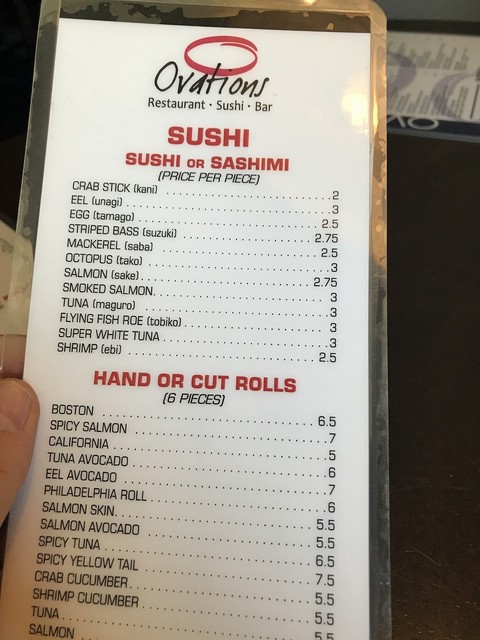 Ovations
Restaurant · Sushi · Bar
SUSHI
SUSHI OR SASHIMI
(PRICE PER PIECE)
CRAB STICK (kani) 2
EEL (unagi) 3
EGG (tamago) 2.5
STRIPED BASS (suzuki) 2.75
MACKEREL (saba) 2.5
OCTOPUS (tako) 3
SALMON (sake) 2.75
SMOKED SALMON 3
TUNA (maguro) 3
FLYING FISH ROE (tobiko) 3
SUPER WHITE TUNA 3
SHRIMP (ebi) 2.5
HAND OR CUT ROLLS
(6 PIECES)
BOSTON 6.5
SPICY SALMON 7
CALIFORNIA 5
TUNA AVOCADO 6
EEL AVOCADO 7
PHILADELPHIA ROLL 6
SALMON SKIN 5.5
SALMON AVOCADO 5.5
SPICY TUNA 6.5
SPICY YELLOW TAIL 7.5
CRAB CUCUMBER 5.5
SHRIMP CUCUMBER 5.5
TUNA 5.5
SALMON